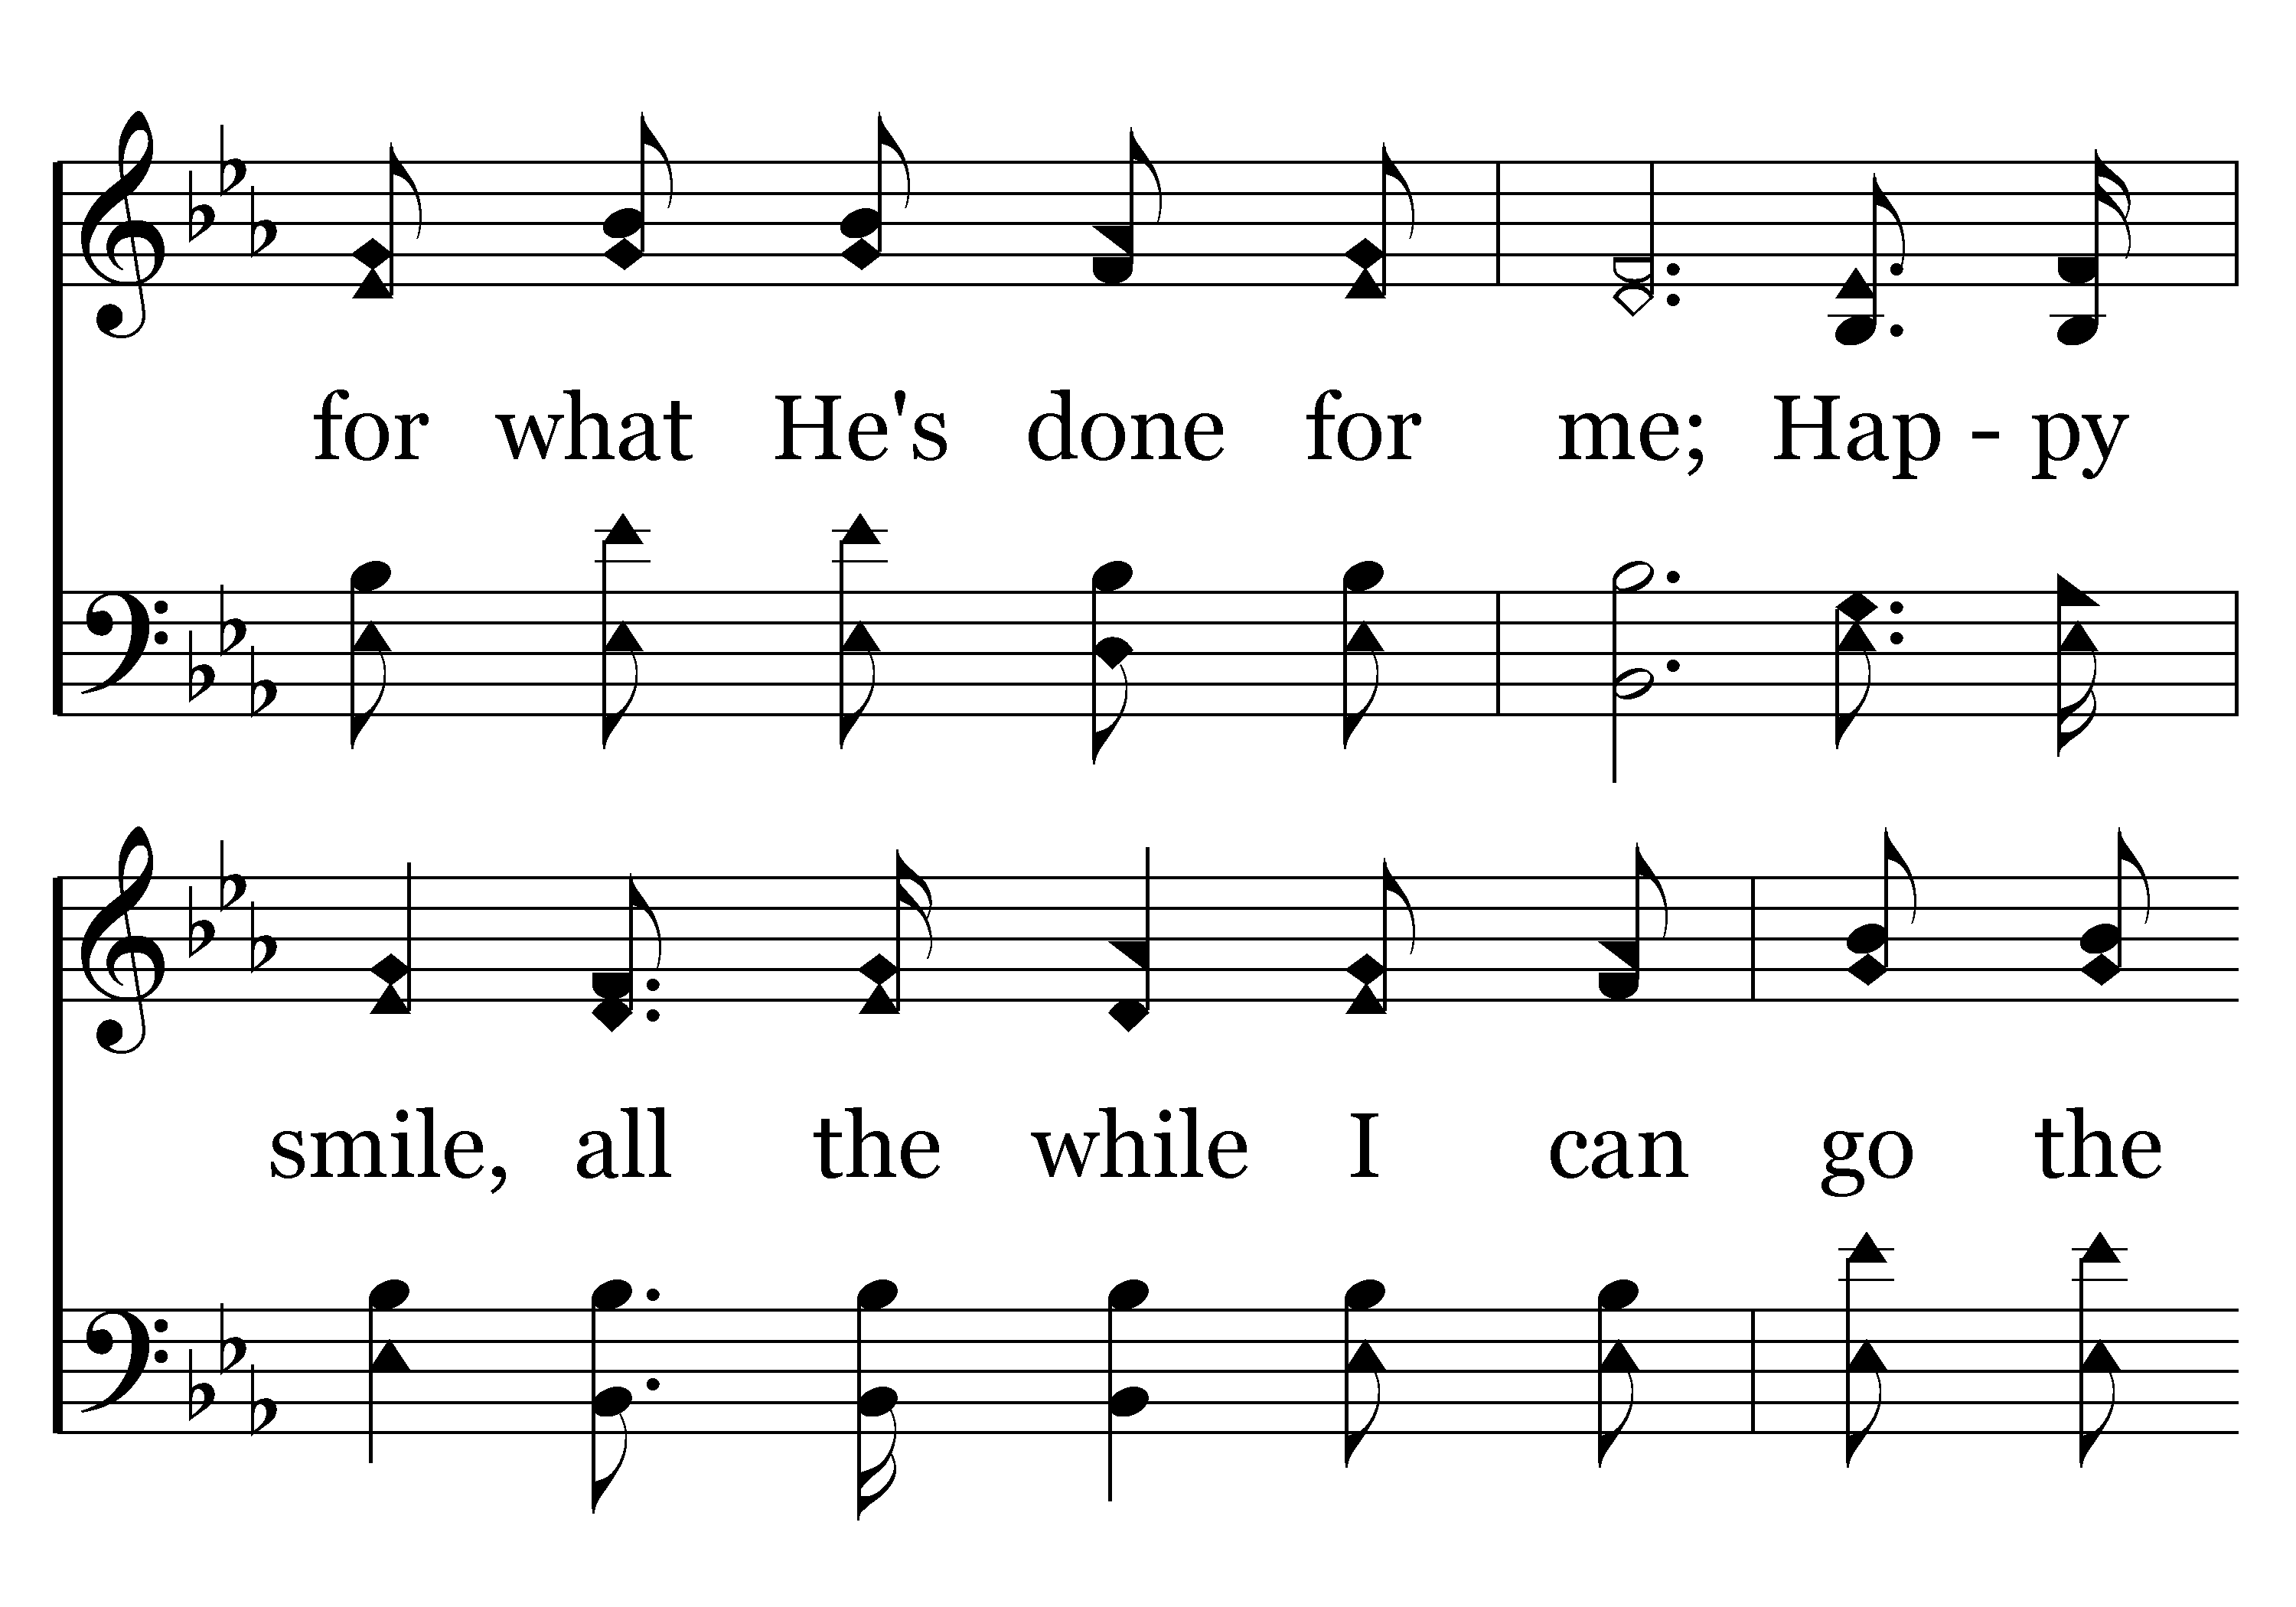 for what He's done for me; Hap - py
smile, all the while I can go the